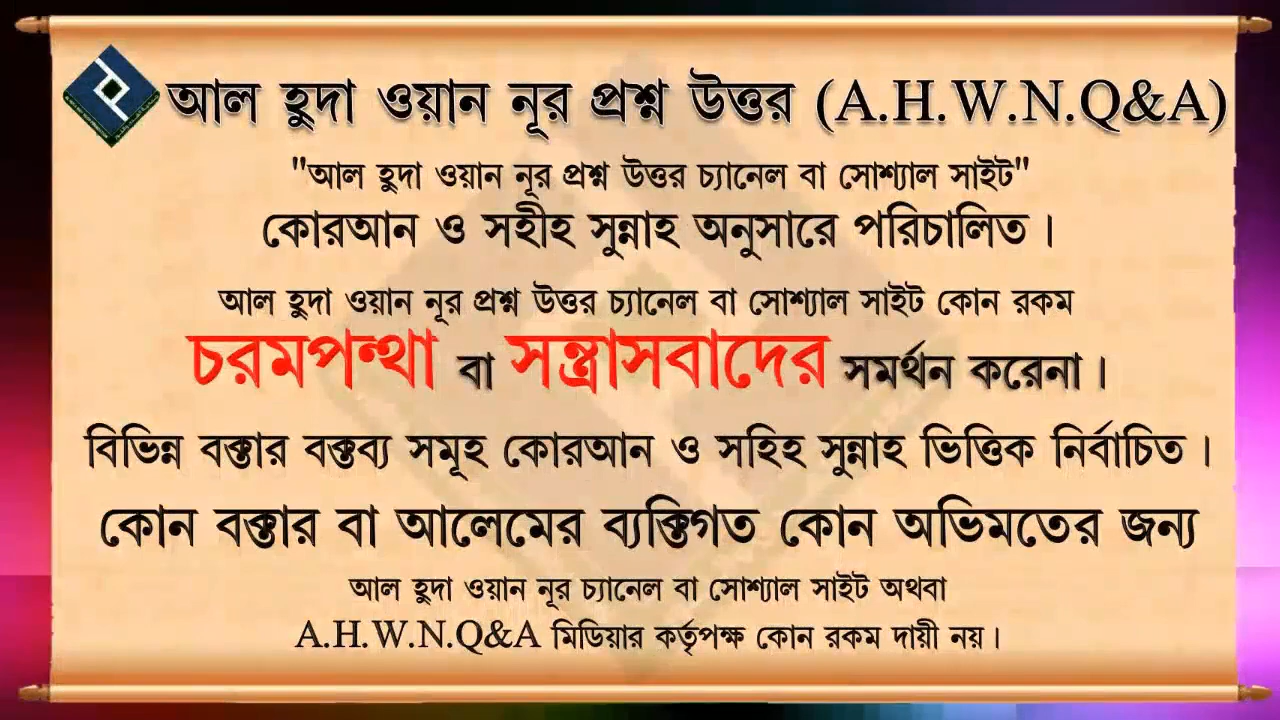 আল হুদা ওয়ান নূর প্রশ্ন উত্তর (A.H.W.N.Q&A)
"আল হুদা ওয়ান নূর প্রশ্ন উত্তর চ্যানেল বা সোশ্যাল সাইট"
কোরআন ও সহীহ সুন্নাহ অনুসারে পরিচালিত।
আল হুদা ওয়ান নূর প্রশ্ন উত্তর চ্যানেল বা সোশ্যাল সাইট কোন রকম
চরমপন্থা বা সন্ত্রাসবাদের সমর্থন করেনা।
বিভিন্ন বক্তার বক্তব্য সমূহ কোরআন ও সহিহ সুন্নাহ ভিত্তিক নির্বাচিত।
কোন বক্তার বা আলেমের ব্যক্তিগত কোন অভিমতের জন্য
আল হুদা ওয়ান নূর চ্যানেল বা সোশ্যাল সাইট অথবা
A.H.W.N.Q&A মিডিয়ার কর্তৃপক্ষ কোন রকম দায়ী নয়।